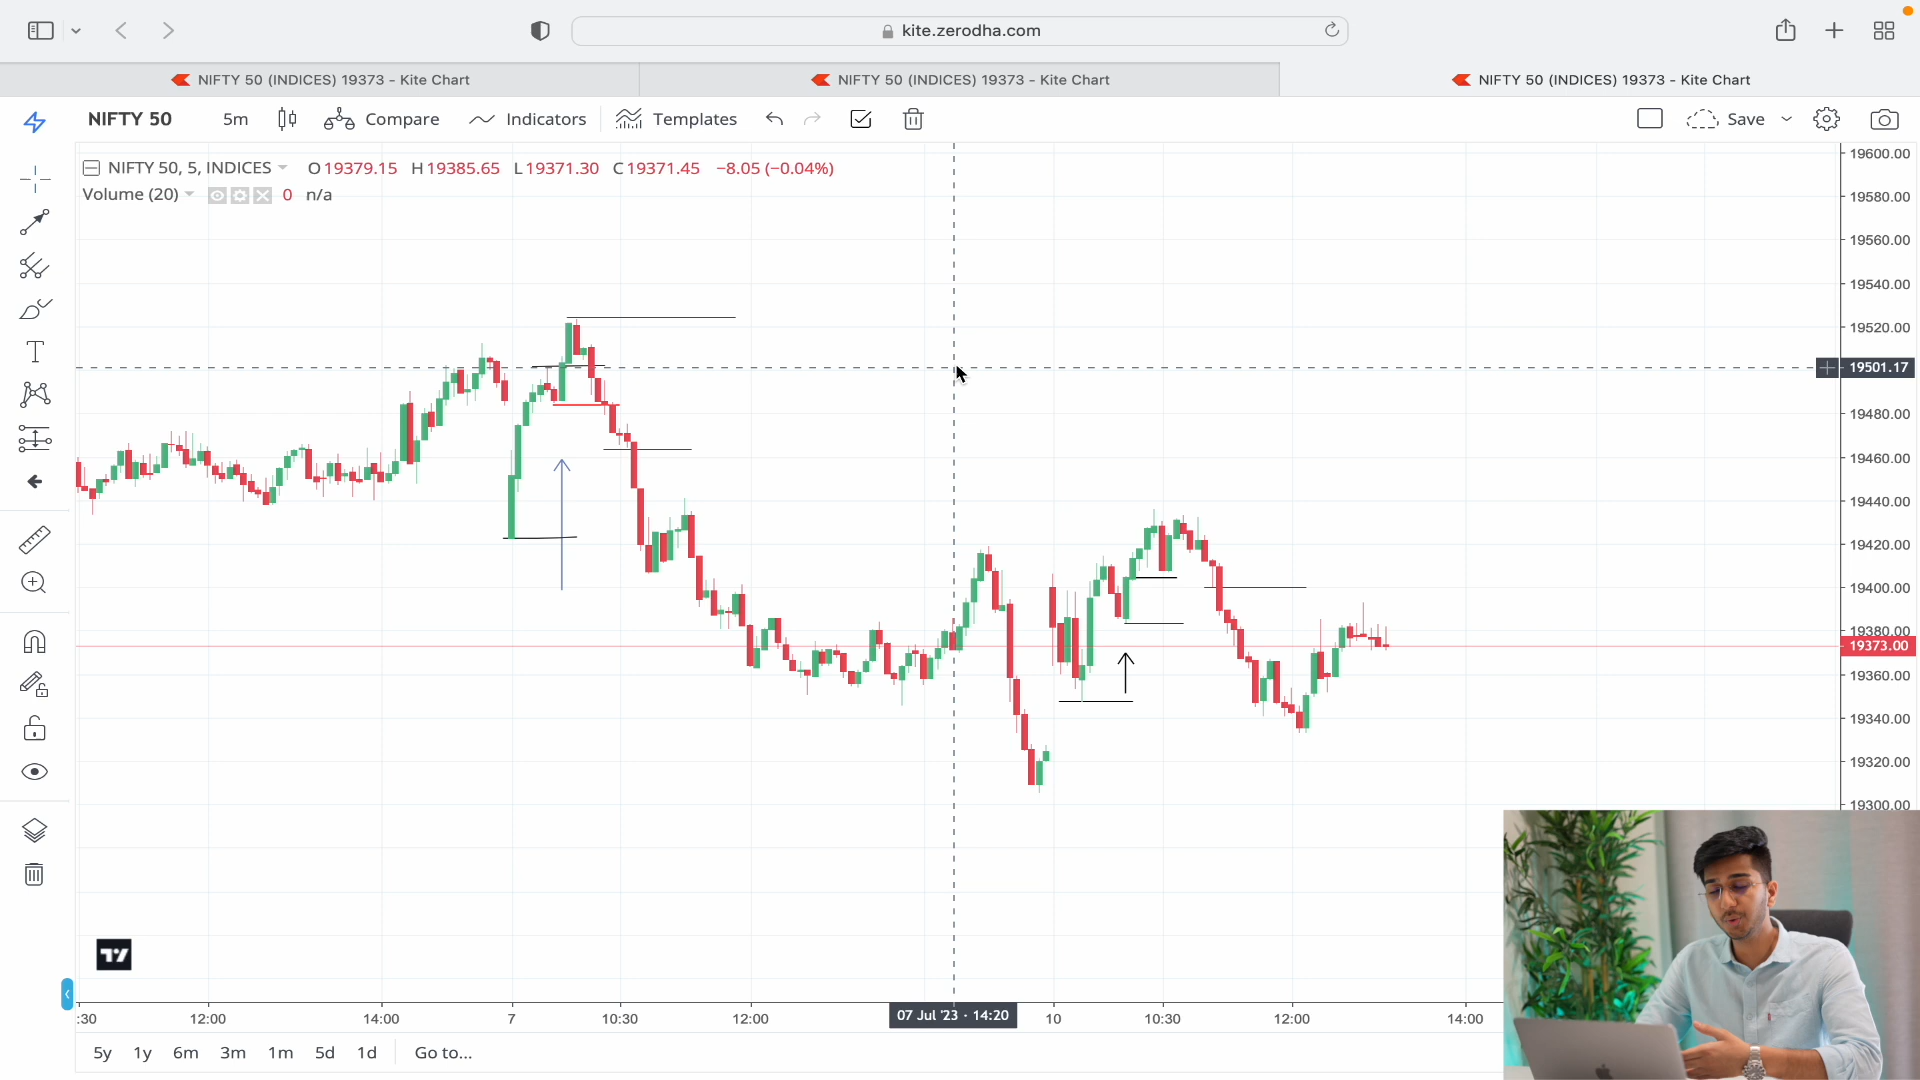 kite.zerodha.com
NIFTY 50 (INDICES) 19373 - Kite Chart
NIFTY 50 (INDICES) 19373 - Kite Chart
NIFTY 50 (INDICES) 19373 - Kite Chart
NIFTY 50 5m Compare Indicators Templates Save
NIFTY 50, 5, INDICES O19379.15 H19385.65 L19371.30 C19371.45 −8.05 (−0.04%)
Volume (20) 0 n/a
19600.00
19580.00
19560.00
19540.00
19520.00
19501.17
19480.00
19460.00
19440.00
19420.00
19400.00
19380.00
19373.00
19360.00
19340.00
19320.00
19300.00
:30 12:00 14:00 7 10:30 12:00 07 Jul '23 · 14:20 10 10:30 12:00 14:00
5y 1y 6m 3m 1m 5d 1d Go to...